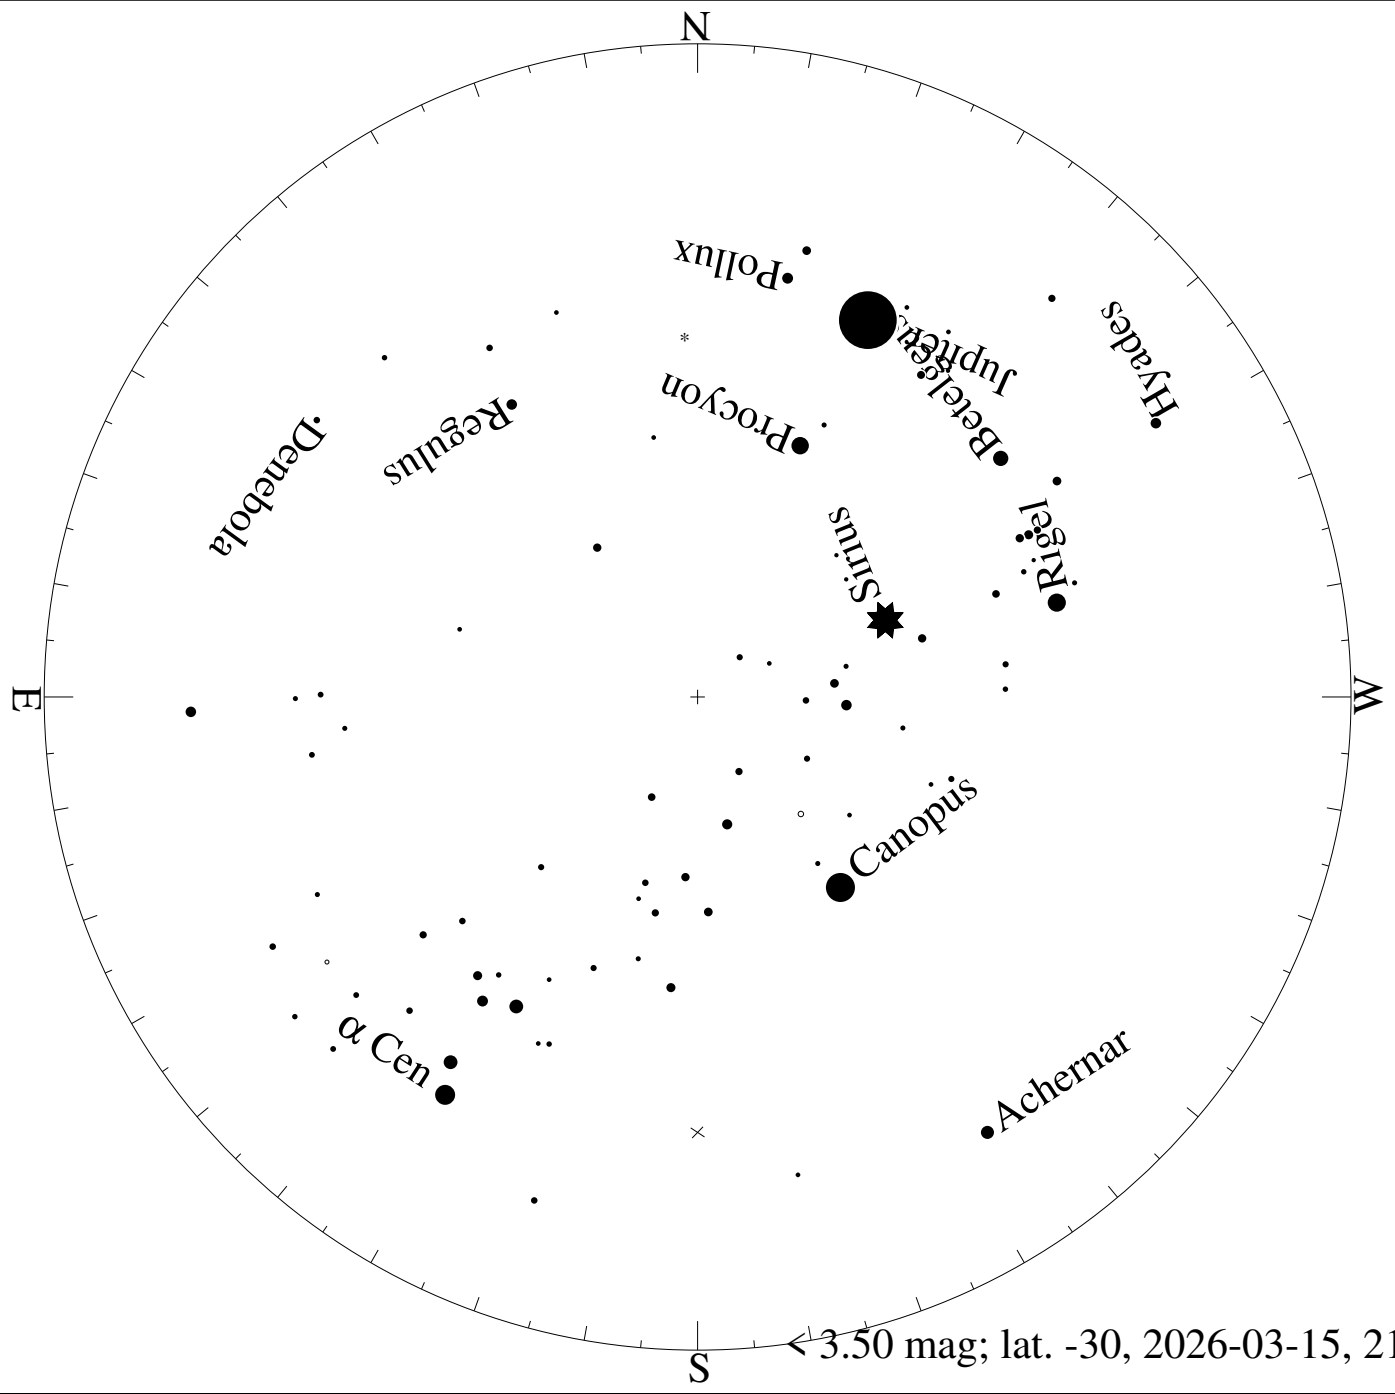 N
Pollux
Hyades
Jupiter
Betelgeus
Procyon
Regulus
Denebola
Rigel
Sirius
E
W
Canopus
α Cen
Achernar
< 3.50 mag; lat. -30, 2026-03-15, 21
S